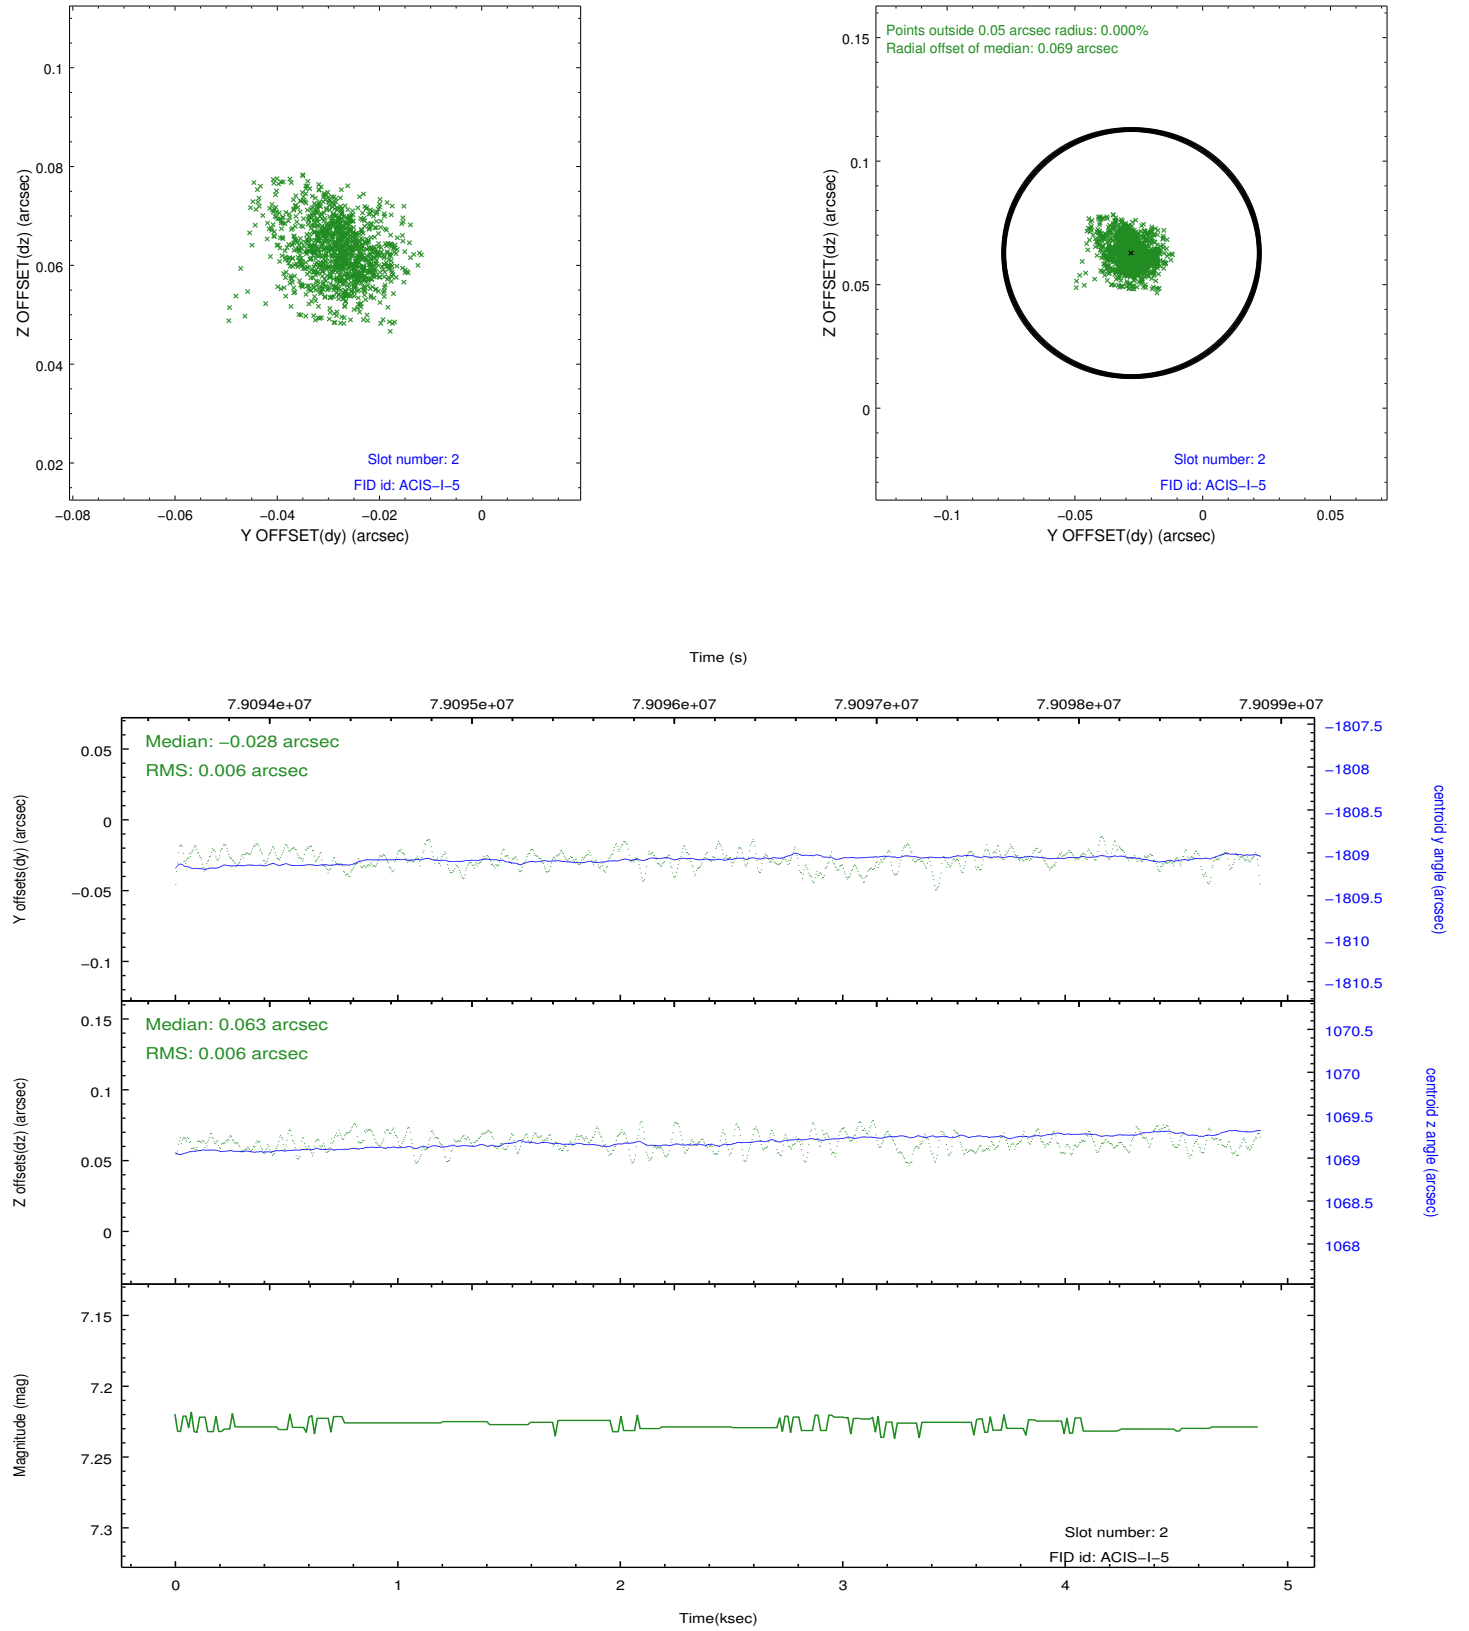 0.1
0.08
0.06
0.04
0.02
Z OFFSET(dz) (arcsec)
−0.08 −0.06 −0.04 −0.02 0
Y OFFSET(dy) (arcsec)
Slot number: 2
FID id: ACIS−I−5
Points outside 0.05 arcsec radius: 0.000%
Radial offset of median: 0.069 arcsec
0.15
0.1
0.05
0
Z OFFSET(dz) (arcsec)
−0.1 −0.05 0 0.05
Y OFFSET(dy) (arcsec)
Slot number: 2
FID id: ACIS−I−5
Time (s)
7.9094e+07 7.9095e+07 7.9096e+07 7.9097e+07 7.9098e+07 7.9099e+07
Median: −0.028 arcsec
RMS: 0.006 arcsec
0.05
0
−0.05
−0.1
Y offsets(dy) (arcsec)
−1807.5
−1808
−1808.5
−1809
−1809.5
−1810
−1810.5
centroid y angle (arcsec)
Median: 0.063 arcsec
RMS: 0.006 arcsec
0.15
0.1
0.05
0
Z offsets(dz) (arcsec)
1070.5
1070
1069.5
1069
1068.5
1068
centroid z angle (arcsec)
7.15
7.2
7.25
7.3
Magnitude (mag)
Slot number: 2
FID id: ACIS−I−5
0 1 2 3 4 5
Time(ksec)